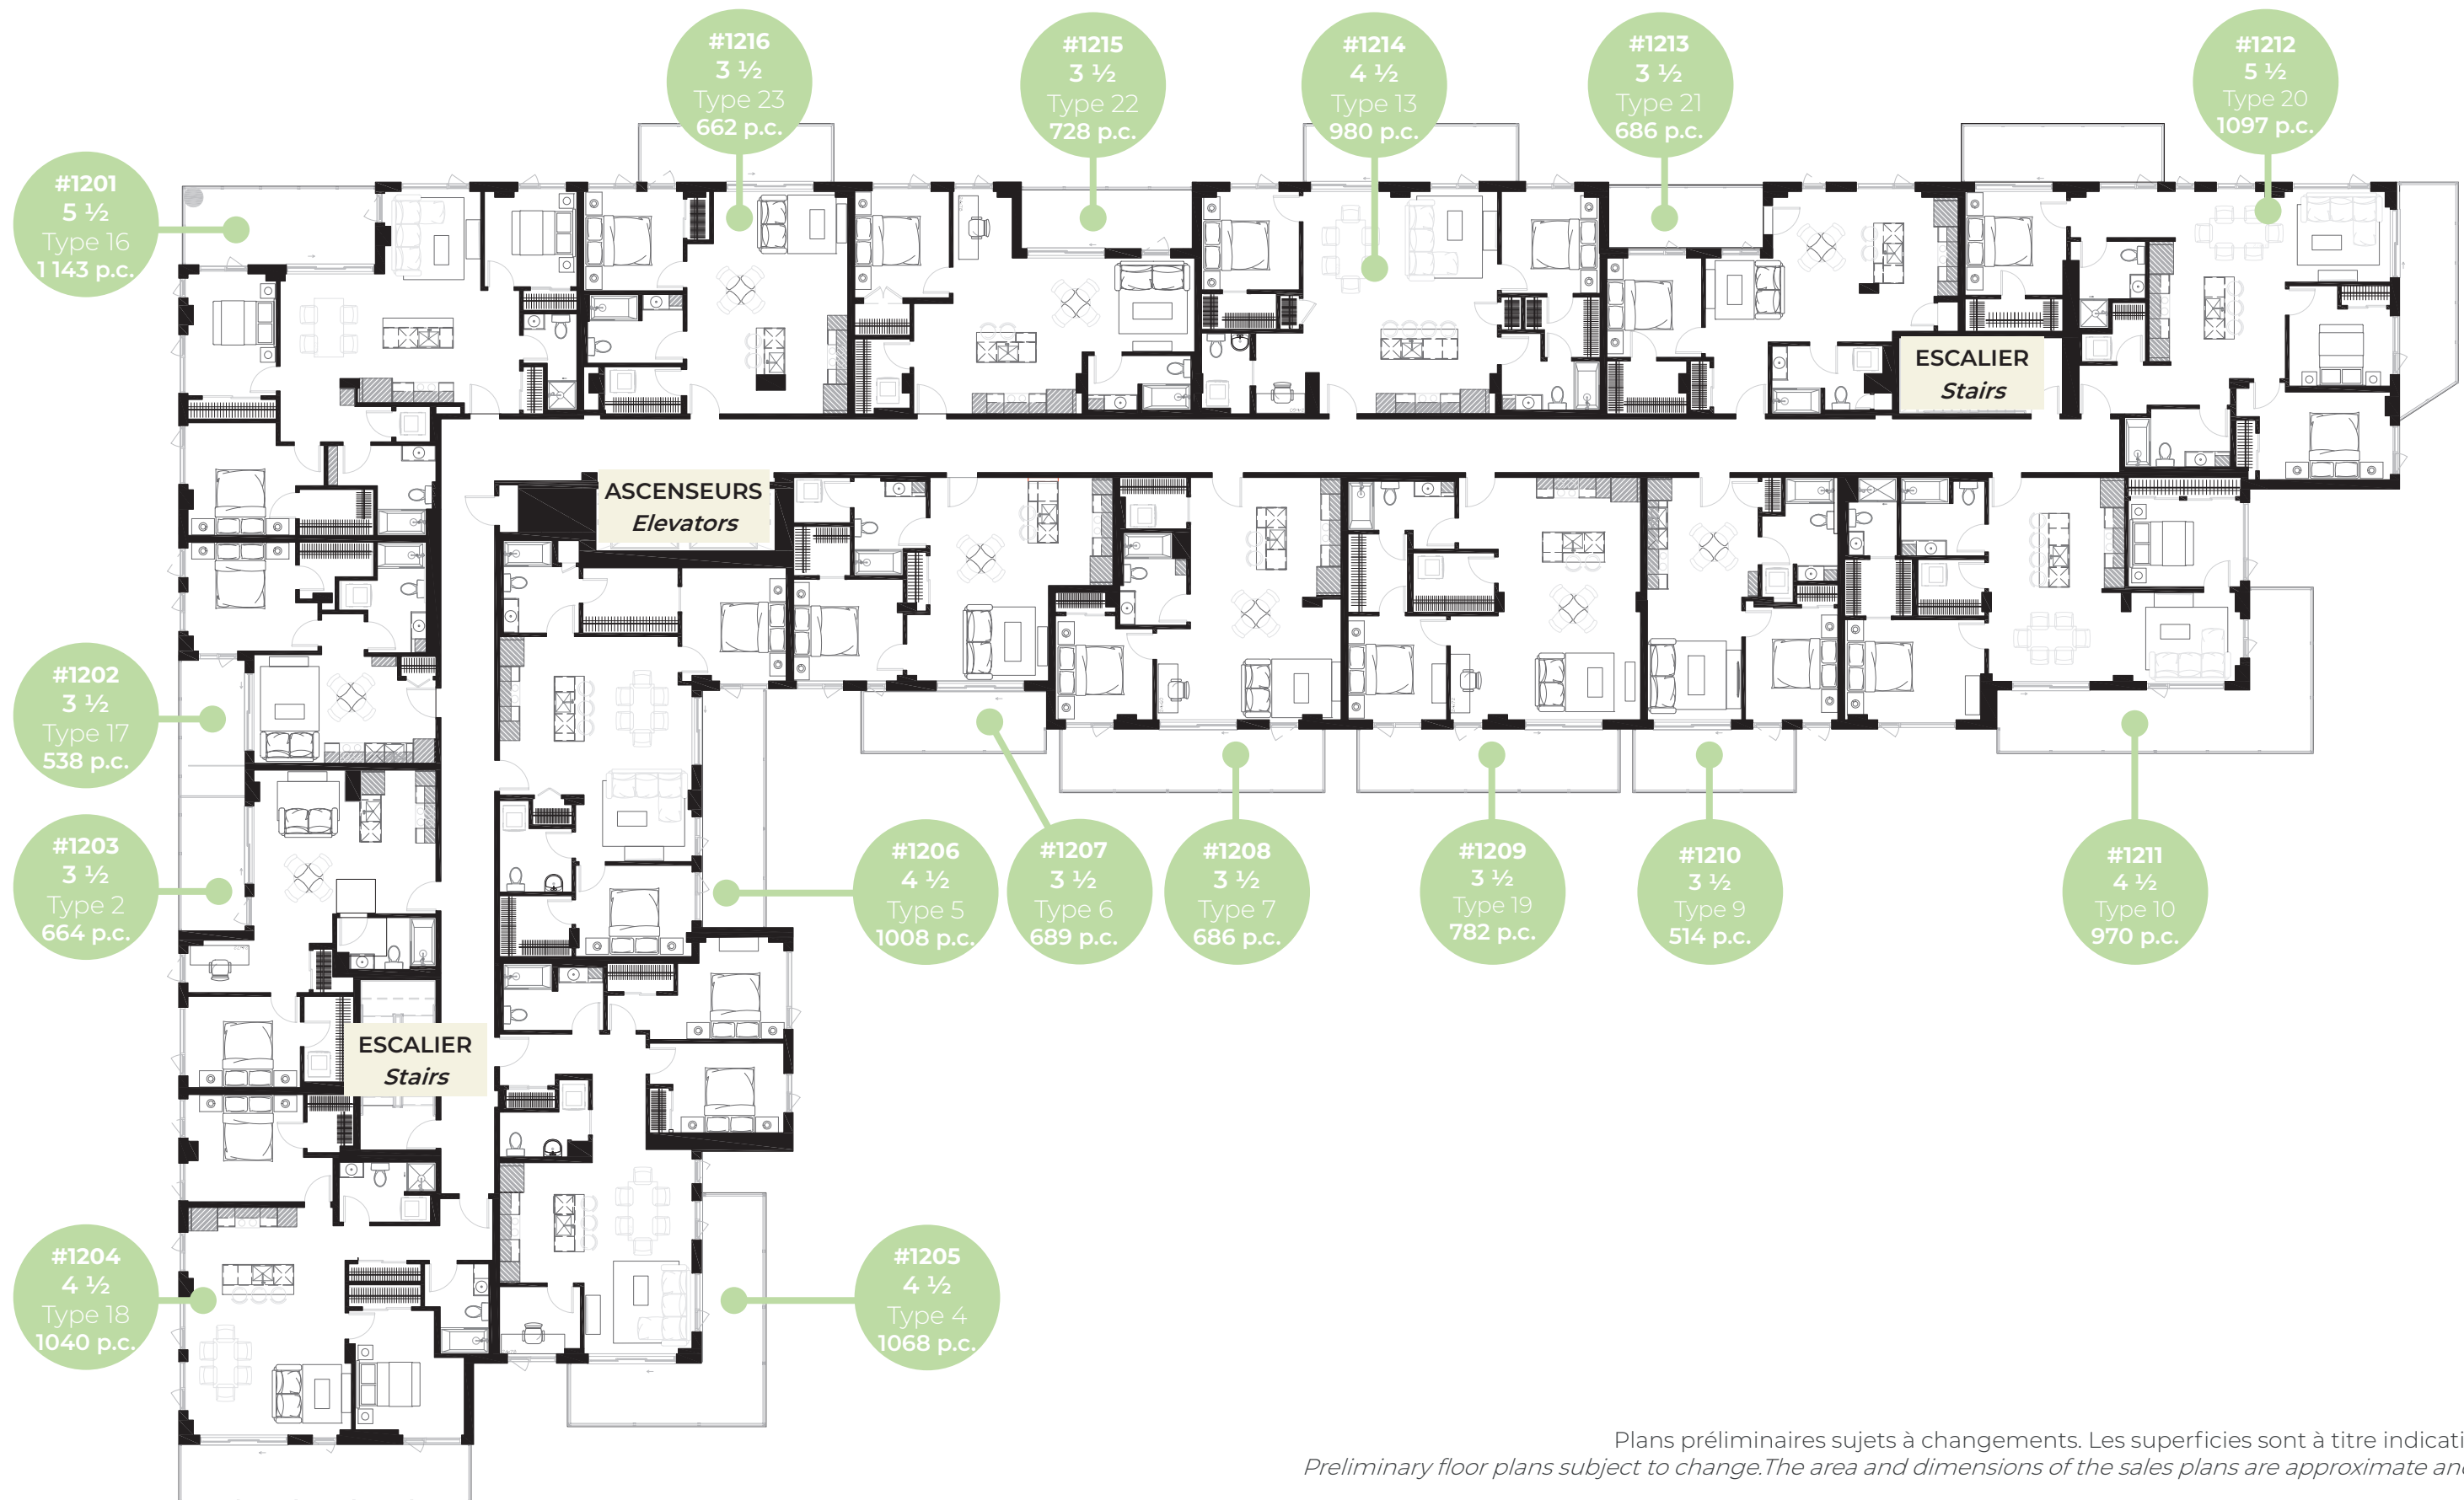 #1216
3 ½
Type 23
662 p.c.
#1215
3 ½
Type 22
728 p.c.
#1214
4 ½
Type 13
980 p.c.
#1213
3 ½
Type 21
686 p.c.
#1212
5 ½
Type 20
1097 p.c.
#1201
5 ½
Type 16
1 143 p.c.
ESCALIER
Stairs
ASCENSEURS
Elevators
#1202
3 ½
Type 17
538 p.c.
#1203
3 ½
Type 2
664 p.c.
#1206
4 ½
Type 5
1008 p.c.
#1207
3 ½
Type 6
689 p.c.
#1208
3 ½
Type 7
686 p.c.
#1209
3 ½
Type 19
782 p.c.
#1210
3 ½
Type 9
514 p.c.
#1211
4 ½
Type 10
970 p.c.
ESCALIER
Stairs
#1204
4 ½
Type 18
1040 p.c.
#1205
4 ½
Type 4
1068 p.c.
Plans préliminaires sujets à changements. Les superficies sont à titre indicati
Preliminary floor plans subject to change.The area and dimensions of the sales plans are approximate an